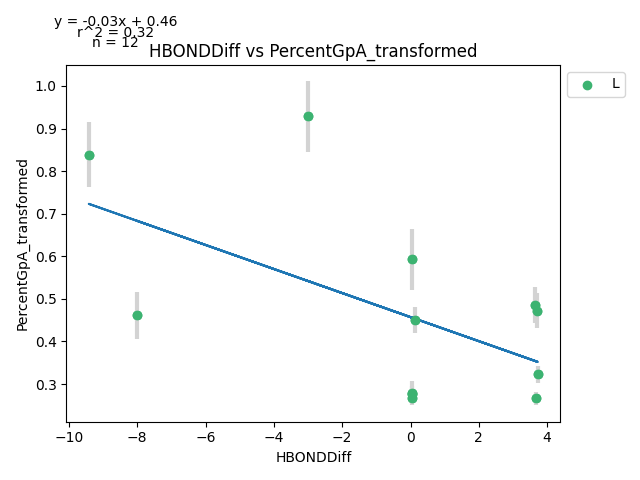 y = -0.03x + 0.46
r^2 = 0.32
n = 12
HBONDDiff vs PercentGpA_transformed
L
PercentGpA_transformed
1.0
0.9
0.8
0.7
0.6
0.5
0.4
0.3
−10
−8
−6
−4
−2
0
2
4
HBONDDiff